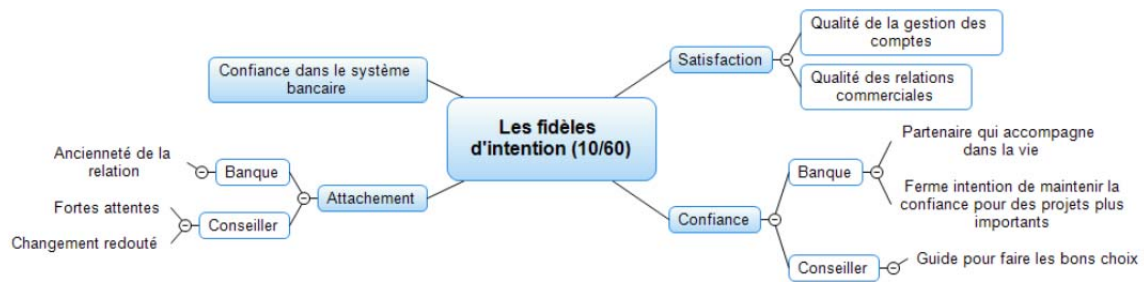 Confiance dans le système
bancaire
Ancienneté de la
relation
Banque
Fortes attentes
Changement redouté
Conseiller
Attachement
Les fidèles
d'intention (10/60)
Satisfaction
Qualité de la gestion des
comptes
Qualité des relations
commerciales
Confiance
Banque
Partenaire qui accompagne
dans la vie
Ferme intention de maintenir la
confiance pour des projets plus
importants
Conseiller
Guide pour faire les bons choix